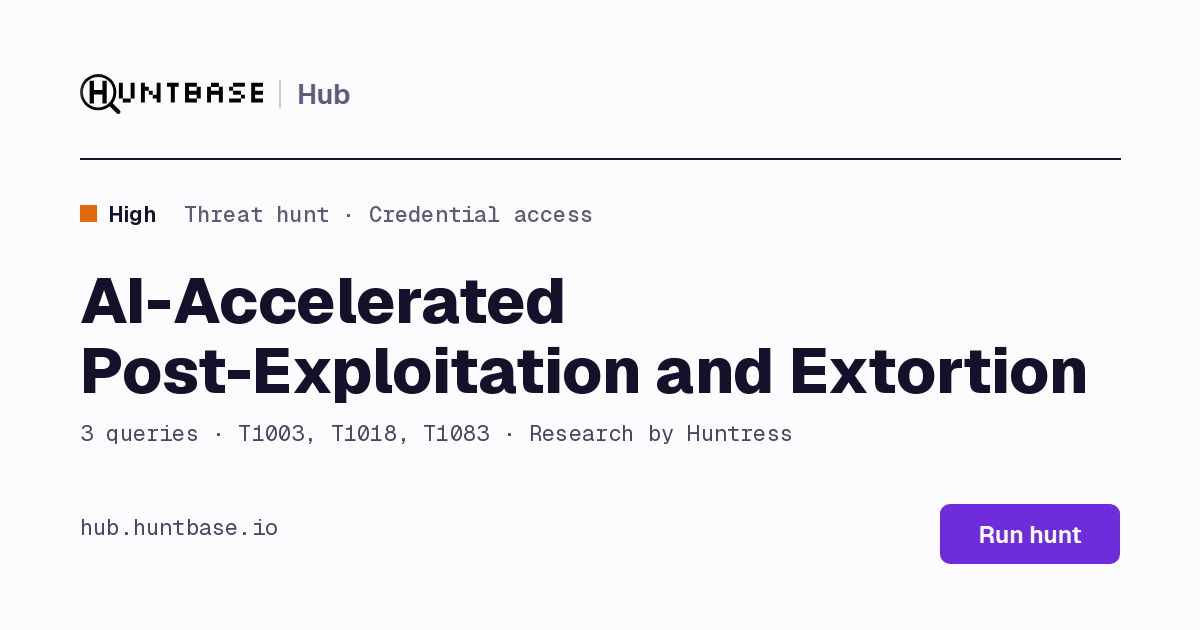 HUNTBASE Hub
High Threat hunt · Credential access
AI-Accelerated
Post-Exploitation and Extortion
3 queries · T1003, T1018, T1083 · Research by Huntress
hub.huntbase.io
Run hunt